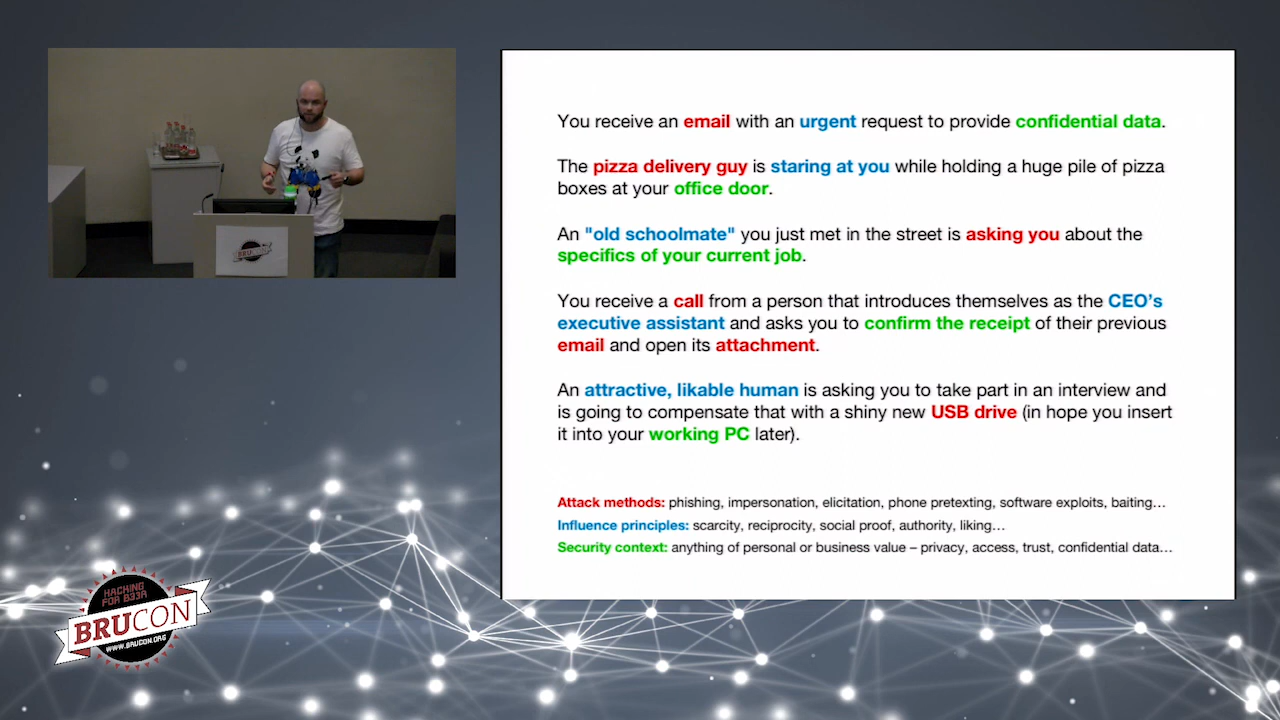 You receive an email with an urgent request to provide confidential data.
The pizza delivery guy is staring at you while holding a huge pile of pizza
boxes at your office door.
An "old schoolmate" you just met in the street is asking you about the
specifics of your current job.
You receive a call from a person that introduces themselves as the CEO’s
executive assistant and asks you to confirm the receipt of their previous
email and open its attachment.
An attractive, likable human is asking you to take part in an interview and
is going to compensate that with a shiny new USB drive (in hope you insert
it into your working PC later).
Attack methods: phishing, impersonation, elicitation, phone pretexting, software exploits, baiting…
Influence principles: scarcity, reciprocity, social proof, authority, liking…
Security context: anything of personal or business value – privacy, access, trust, confidential data…
HACKING
FOR B33R
BRUCON
WWW.BRUCON.ORG
BRUCON